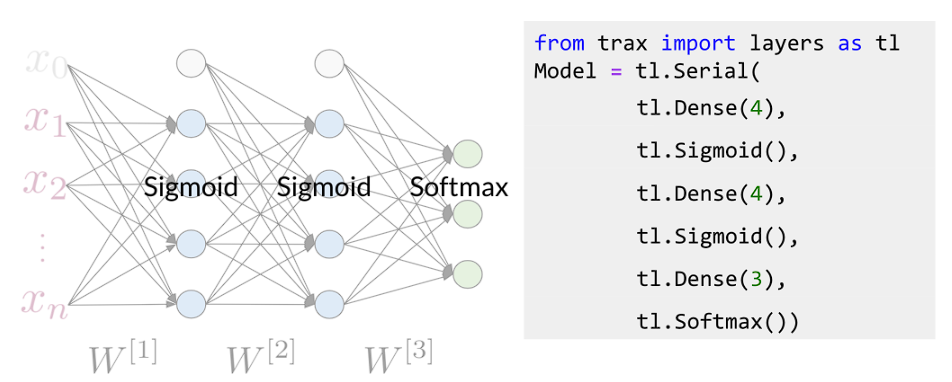 x₀
x₁
x₂
⋮
xₙ
Sigmoid
Sigmoid
Softmax
W[1]
W[2]
W[3]
from trax import layers as tl
Model = tl.Serial(
tl.Dense(4),
tl.Sigmoid(),
tl.Dense(4),
tl.Sigmoid(),
tl.Dense(3),
tl.Softmax())